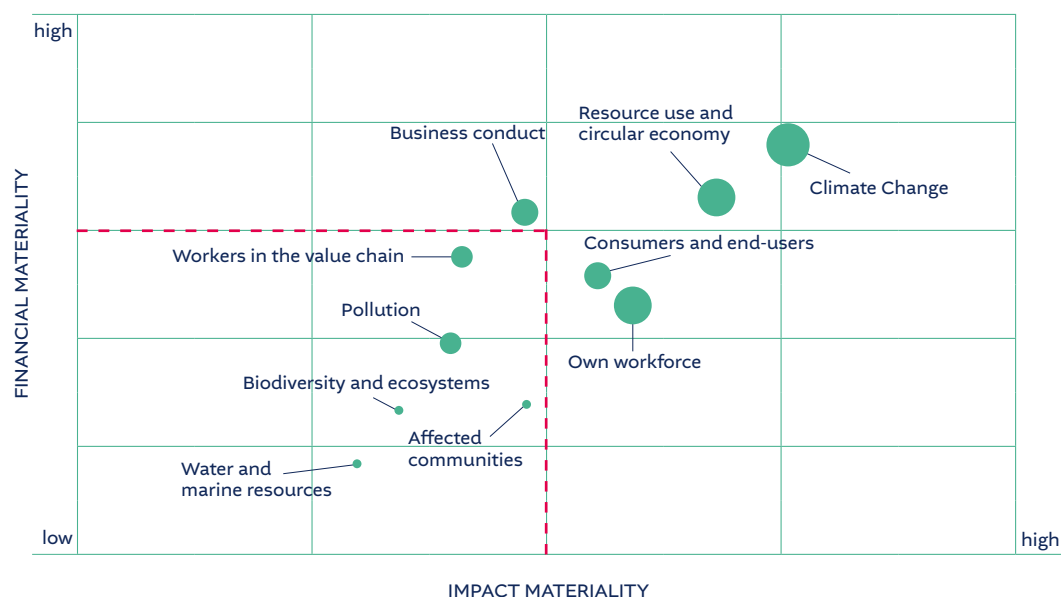 high
Resource use and
circular economy
Business conduct
Climate Change
FINANCIAL MATERIALITY
Consumers and end-users
Workers in the value chain
Pollution
Own workforce
Biodiversity and ecosystems
Affected
communities
Water and
marine resources
low
high
IMPACT MATERIALITY